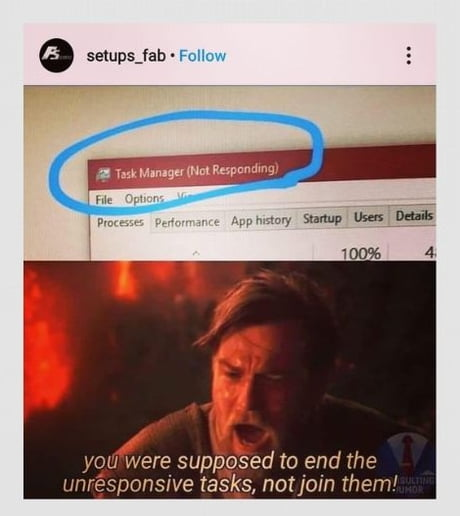 setups_fab • Follow
Task Manager (Not Responding)
File Options
Processes Performance App history Startup Users Details
100% 4
you were supposed to end the
unresponsive tasks, not join them!